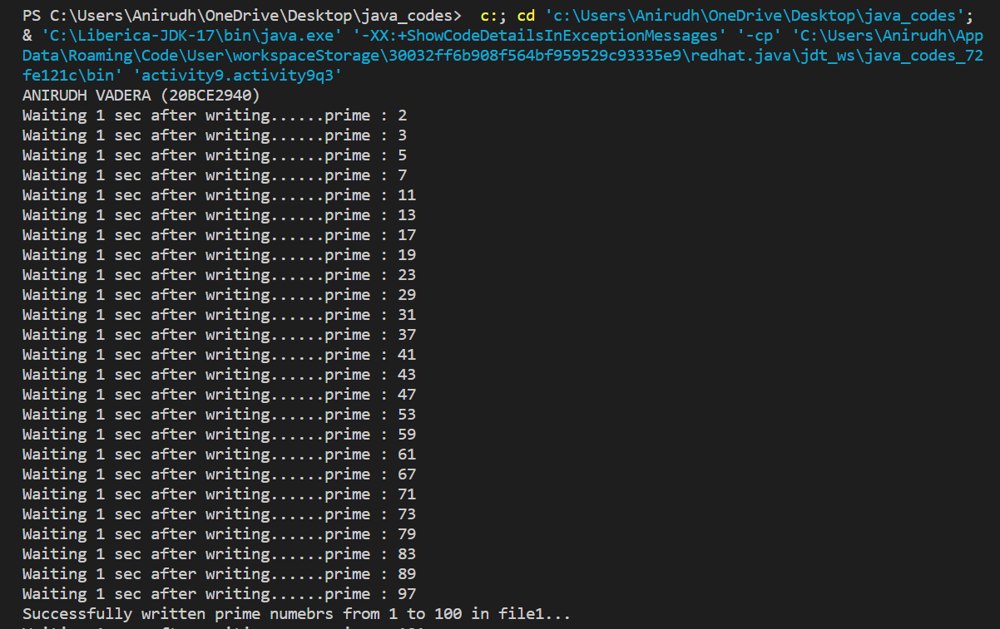 PS C:\Users\Anirudh\OneDrive\Desktop\java_codes>  c:; cd 'c:\Users\Anirudh\OneDrive\Desktop\java_codes';
& 'C:\Liberica-JDK-17\bin\java.exe' '-XX:+ShowCodeDetailsInExceptionMessages' '-cp' 'C:\Users\Anirudh\App
Data\Roaming\Code\User\workspaceStorage\30032ff6b908f564bf959529c93335e9\redhat.java\jdt_ws\java_codes_72
fe121c\bin' 'activity9.activity9q3'
ANIRUDH VADERA (20BCE2940)
Waiting 1 sec after writing......prime : 2
Waiting 1 sec after writing......prime : 3
Waiting 1 sec after writing......prime : 5
Waiting 1 sec after writing......prime : 7
Waiting 1 sec after writing......prime : 11
Waiting 1 sec after writing......prime : 13
Waiting 1 sec after writing......prime : 17
Waiting 1 sec after writing......prime : 19
Waiting 1 sec after writing......prime : 23
Waiting 1 sec after writing......prime : 29
Waiting 1 sec after writing......prime : 31
Waiting 1 sec after writing......prime : 37
Waiting 1 sec after writing......prime : 41
Waiting 1 sec after writing......prime : 43
Waiting 1 sec after writing......prime : 47
Waiting 1 sec after writing......prime : 53
Waiting 1 sec after writing......prime : 59
Waiting 1 sec after writing......prime : 61
Waiting 1 sec after writing......prime : 67
Waiting 1 sec after writing......prime : 71
Waiting 1 sec after writing......prime : 73
Waiting 1 sec after writing......prime : 79
Waiting 1 sec after writing......prime : 83
Waiting 1 sec after writing......prime : 89
Waiting 1 sec after writing......prime : 97
Successfully written prime numebrs from 1 to 100 in file1...